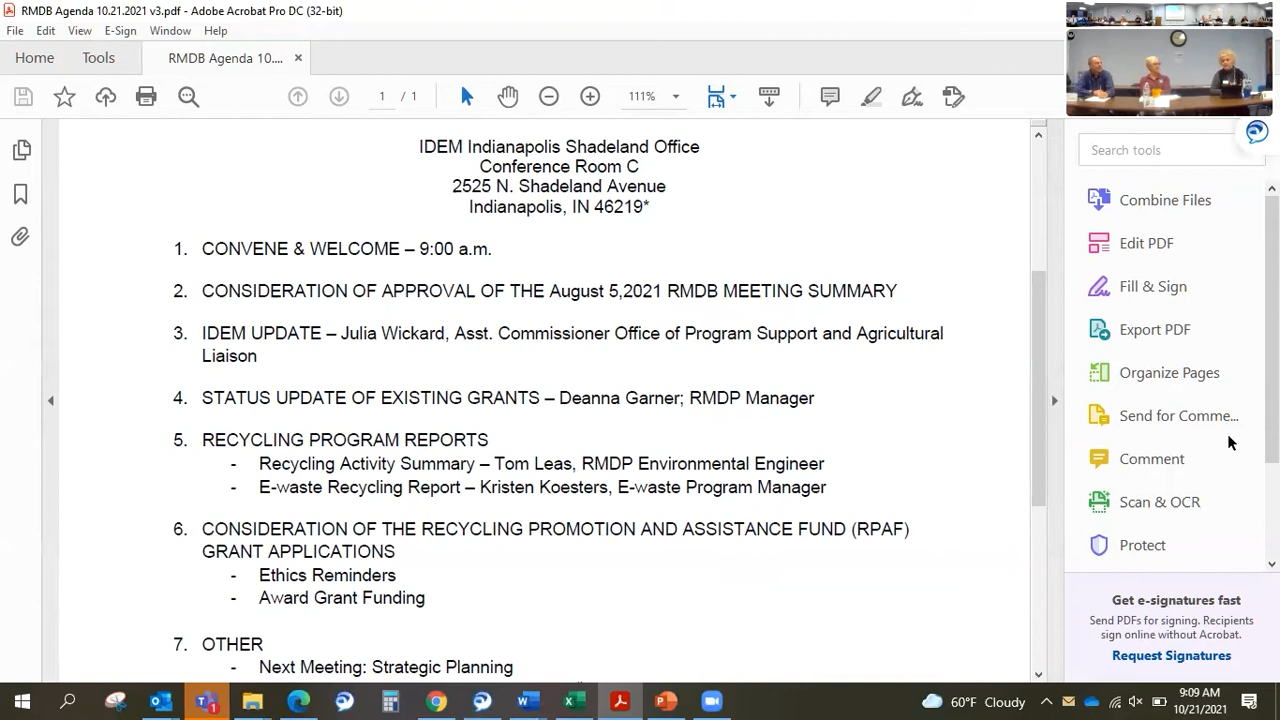 RMDB Agenda 10.21.2021 v3.pdf - Adobe Acrobat Pro DC (32-bit)
File Edit View E-Sign Window Help
Home Tools RMDB Agenda 10.... ×
1 / 1 111%
IDEM Indianapolis Shadeland Office
Conference Room C
2525 N. Shadeland Avenue
Indianapolis, IN 46219*
1. CONVENE & WELCOME – 9:00 a.m.
2. CONSIDERATION OF APPROVAL OF THE August 5,2021 RMDB MEETING SUMMARY
3. IDEM UPDATE – Julia Wickard, Asst. Commissioner Office of Program Support and Agricultural
Liaison
4. STATUS UPDATE OF EXISTING GRANTS – Deanna Garner; RMDP Manager
5. RECYCLING PROGRAM REPORTS
- Recycling Activity Summary – Tom Leas, RMDP Environmental Engineer
- E-waste Recycling Report – Kristen Koesters, E-waste Program Manager
6. CONSIDERATION OF THE RECYCLING PROMOTION AND ASSISTANCE FUND (RPAF)
GRANT APPLICATIONS
- Ethics Reminders
- Award Grant Funding
7. OTHER
- Next Meeting: Strategic Planning
Search tools
Combine Files
Edit PDF
Fill & Sign
Export PDF
Organize Pages
Send for Comme...
Comment
Scan & OCR
Protect
Get e-signatures fast
Send PDFs for signing. Recipients
sign online without Acrobat.
Request Signatures
60°F Cloudy
9:09 AM
10/21/2021